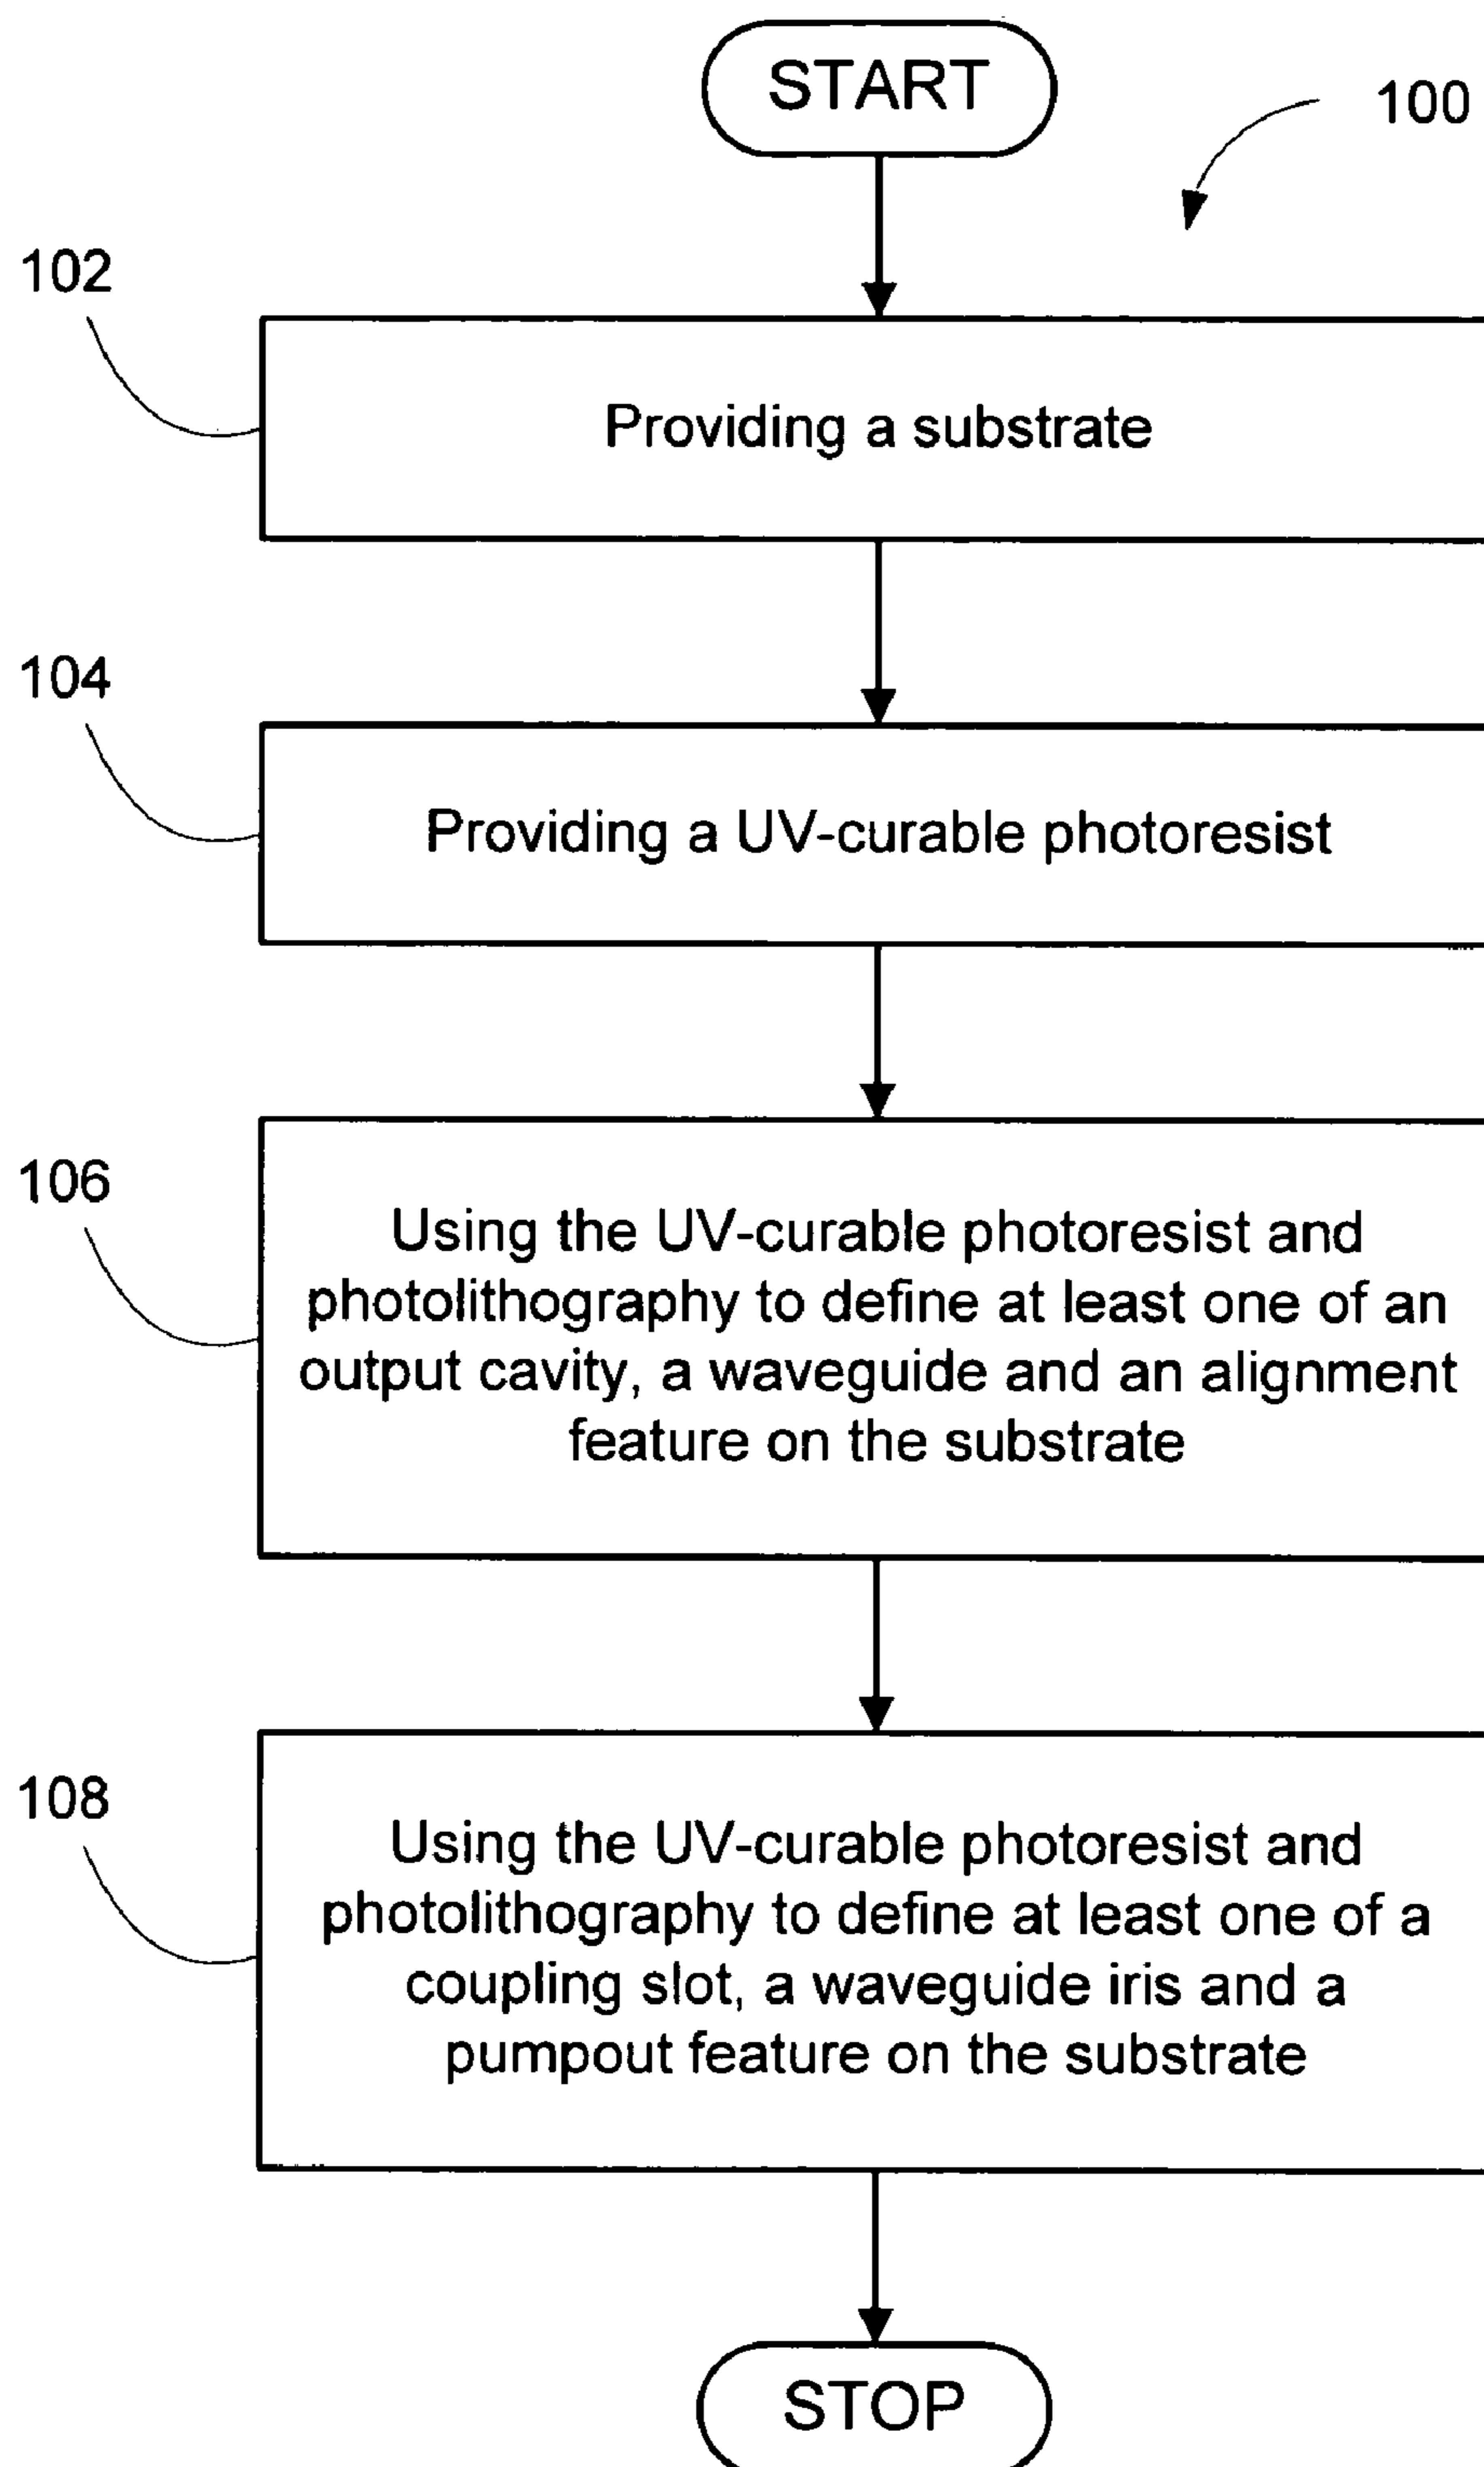 START
100
102
Providing a substrate
104
Providing a UV-curable photoresist
106
Using the UV-curable photoresist and
photolithography to define at least one of an
output cavity, a waveguide and an alignment
feature on the substrate
108
Using the UV-curable photoresist and
photolithography to define at least one of a
coupling slot, a waveguide iris and a
pumpout feature on the substrate
STOP